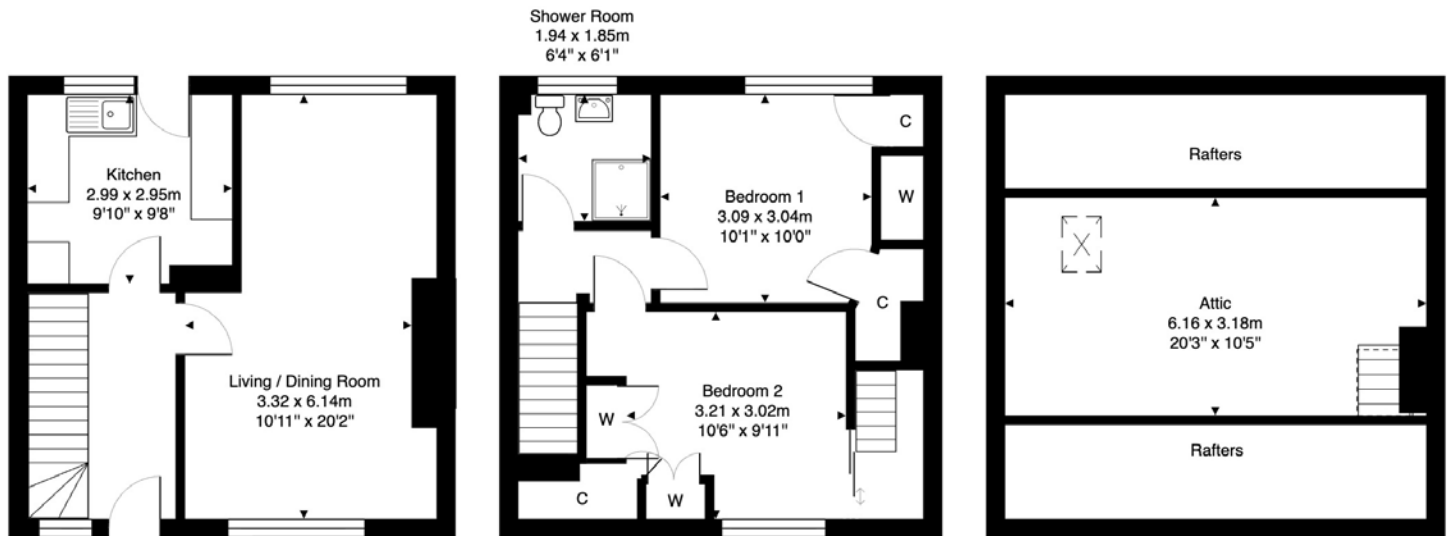 Shower Room
1.94 x 1.85m
6'4" x 6'1"
Kitchen
2.99 x 2.95m
9'10" x 9'8"
Living / Dining Room
3.32 x 6.14m
10'11" x 20'2"
C
W
Bedroom 1
3.09 x 3.04m
10'1" x 10'0"
C
Bedroom 2
3.21 x 3.02m
10'6" x 9'11"
W
C
W
Rafters
Attic
6.16 x 3.18m
20'3" x 10'5"
Rafters